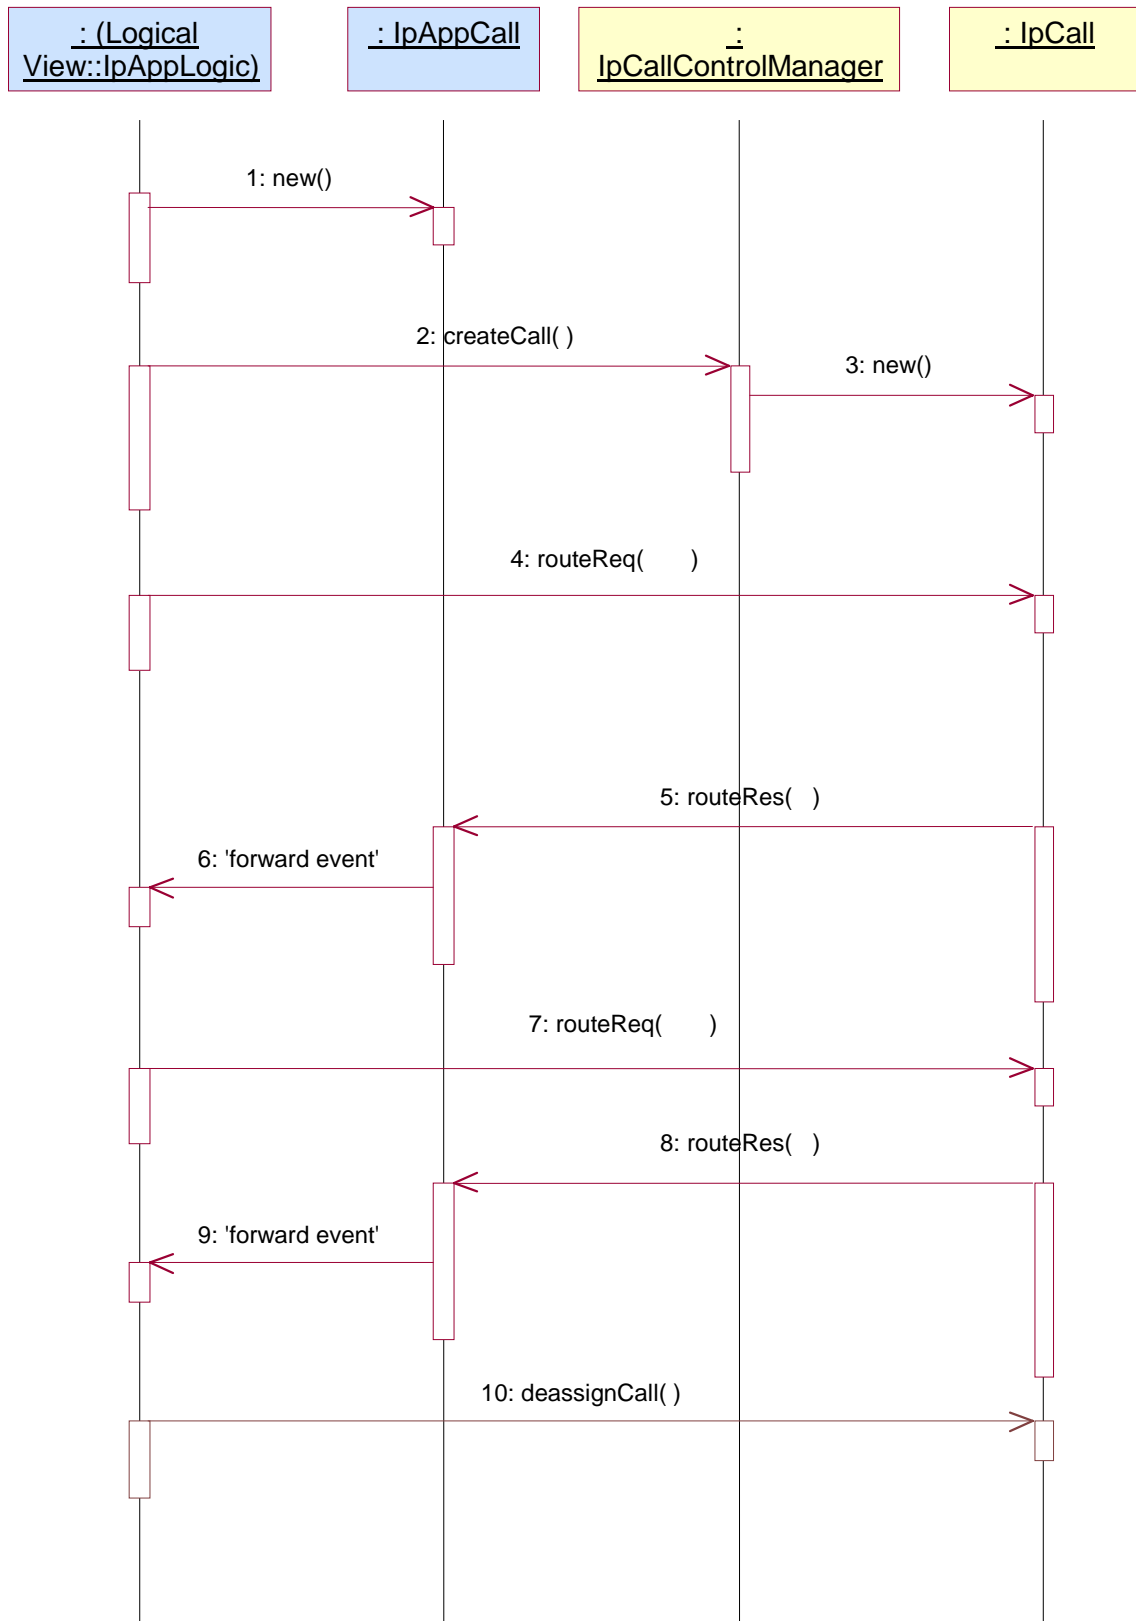 : (Logical
View::IpAppLogic)
: IpAppCall
:
IpCallControlManager
: IpCall
1: new()
2: createCall( )
3: new()
4: routeReq(       )
5: routeRes(   )
6: 'forward event'
7: routeReq(       )
8: routeRes(   )
9: 'forward event'
10: deassignCall( )